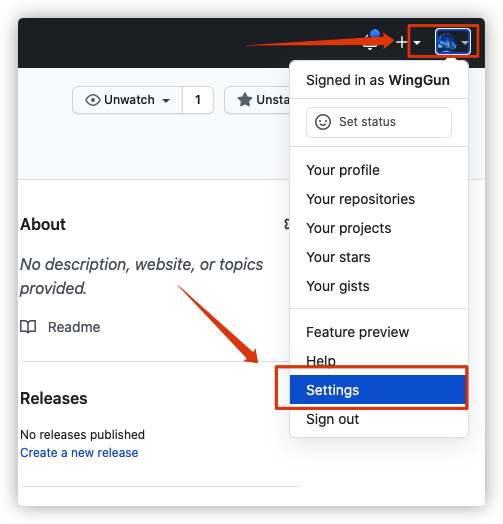 Signed in as WingGun
Unwatch
1
Set status
Your profile
Your repositories
Your projects
Your stars
Your gists
About
No description, website, or topics
provided.
Readme
Feature preview
Help
Settings
Sign out
Releases
No releases published
Create a new release